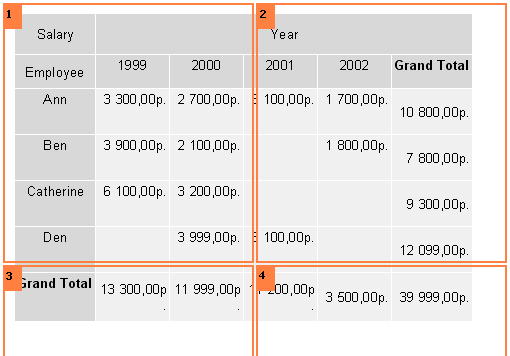 1
2
Salary
Year
Employee
1999
2000
2001
2002
Grand Total
Ann
3 300,00p.
2 700,00p.
100,00p.
1 700,00p.
10 800,00p.
Ben
3 900,00p.
2 100,00p.
1 800,00p.
7 800,00p.
Catherine
6 100,00p.
3 200,00p.
9 300,00p.
Den
3 999,00p.
100,00p.
12 099,00p.
3
4
Grand Total
13 300,00p
.
11 999,00p
.
200,00p
.
3 500,00p.
39 999,00p.